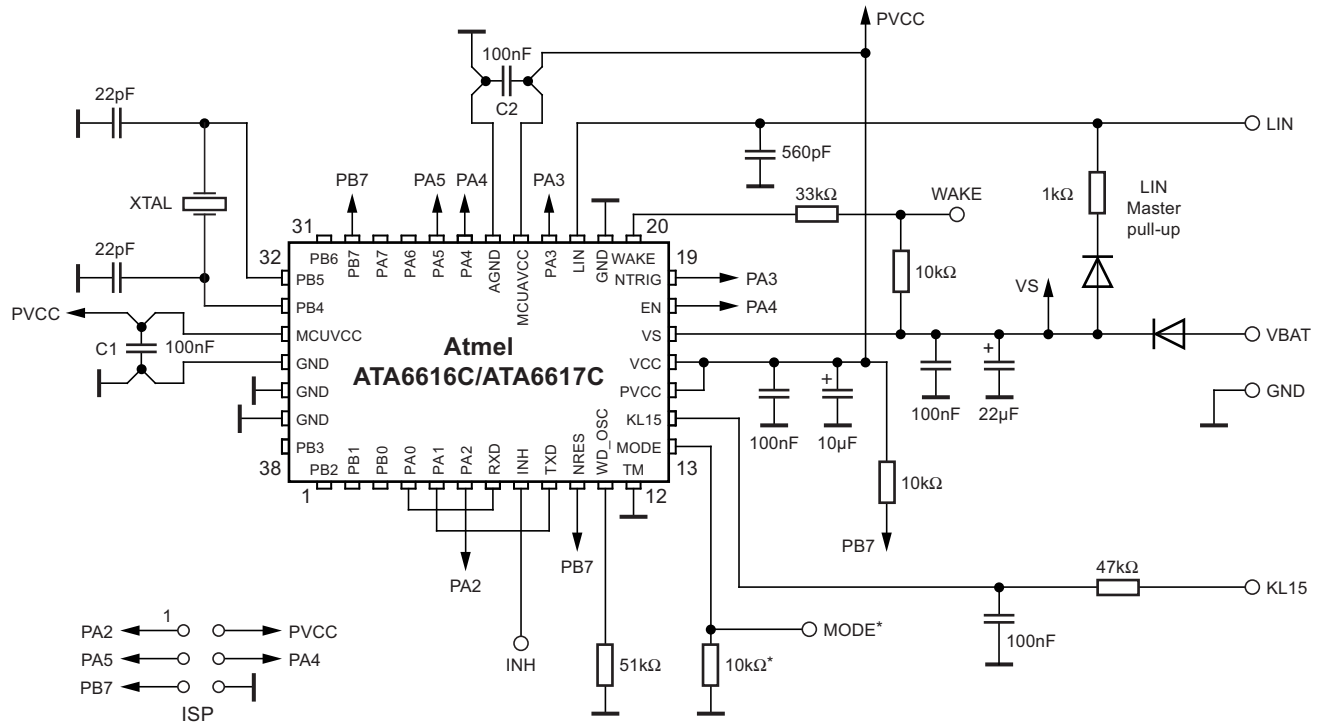 PVCC
100nF
C2
22pF
LIN
560pF
PB7
PA5
PA4
PA3
33kΩ
WAKE
1kΩ
LIN
Master
pull-up
XTAL
31
20
32
PB6
PB7
PA7
PA6
PA5
PA4
AGND
MCUAVCC
PA3
LIN
GND
WAKE
19
22pF
PB5
NTRIG
PA3
10kΩ
PB4
EN
PA4
VS
PVCC
MCUVCC
VS
VBAT
C1
100nF
Atmel
ATA6616C/ATA6617C
GND
VCC
GND
PVCC
GND
KL15
100nF
10µF
+
100nF
22µF
+
GND
PB3
MODE
38
PB2
PB1
PB0
PA0
PA1
PA2
RXD
INH
TXD
NRES
WD_OSC
TM
13
1
12
10kΩ
PB7
PA2
PB7
47kΩ
KL15
100nF
1
PA2
PVCC
PA5
PA4
PB7
ISP
INH
51kΩ
10kΩ*
MODE*